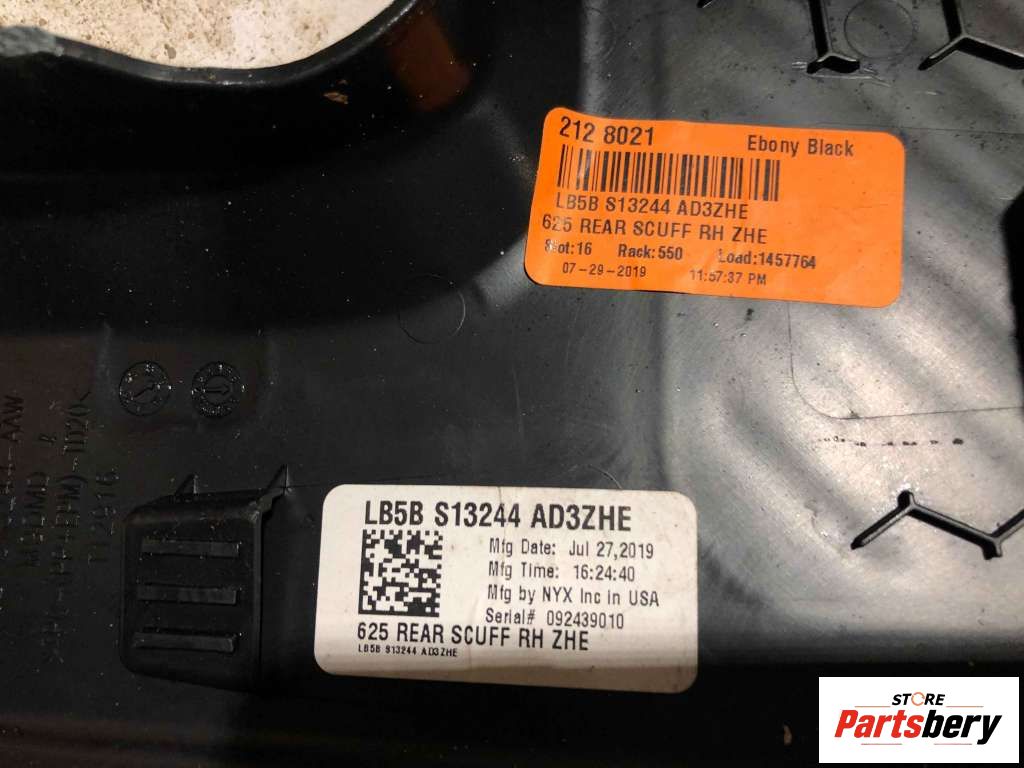 212 8021 Ebony Black
LB5B S13244 AD3ZHE
625 REAR SCUFF RH ZHE
Slot:16 Rack:550 Load:1457764
07-29-2019 11:57:37 PM
LB5B S13244 AD3ZHE
Mfg Date: Jul 27,2019
Mfg Time: 16:24:40
Mfg by NYX Inc in USA
Serial# 092439010
625 REAR SCUFF RH ZHE
LB5B S13244 AD3ZHE
STORE
Partsbery